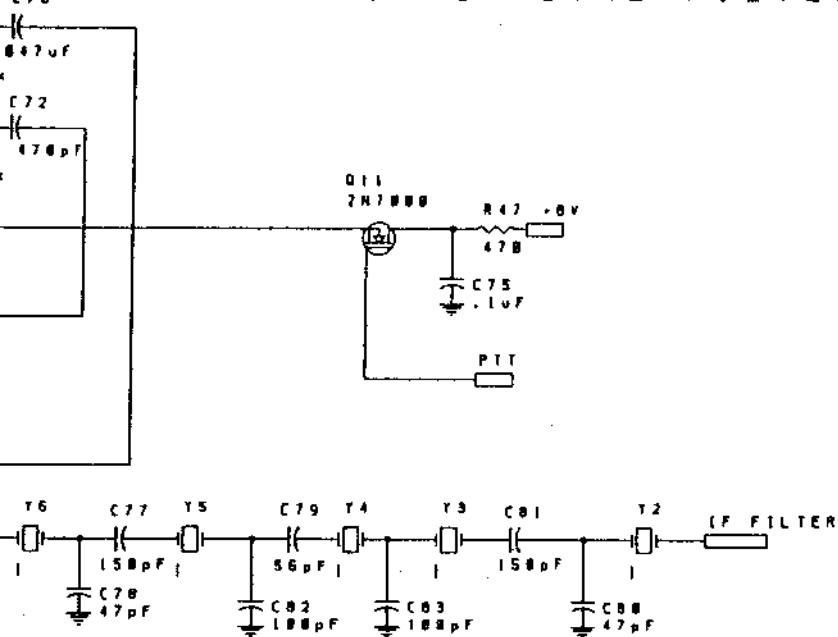 C72
470pF
Q11
2N7000
R47 +8V
470
C75
.1uF
PTT
Y6 C77 Y5 C79 Y4 Y3 C81 Y2 IF FILTER
150pF 56pF 150pF
C78
47pF
C82
100pF
C83
100pF
C80
47pF